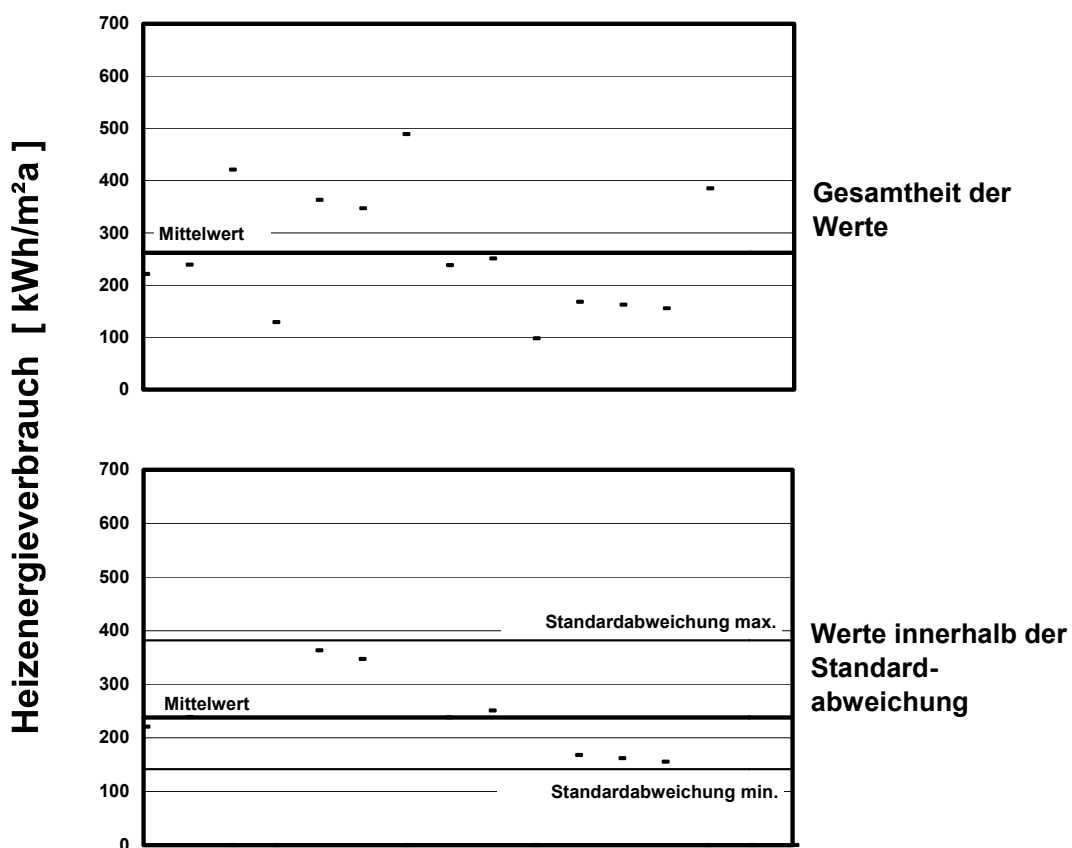 Heizenergieverbrauch [ kWh/m²a ]
700
600
500
400
300
200
100
0
Mittelwert
Gesamtheit der
Werte
700
600
500
400
300
200
100
0
Standardabweichung max.
Mittelwert
Standardabweichung min.
Werte innerhalb der
Standard-
abweichung